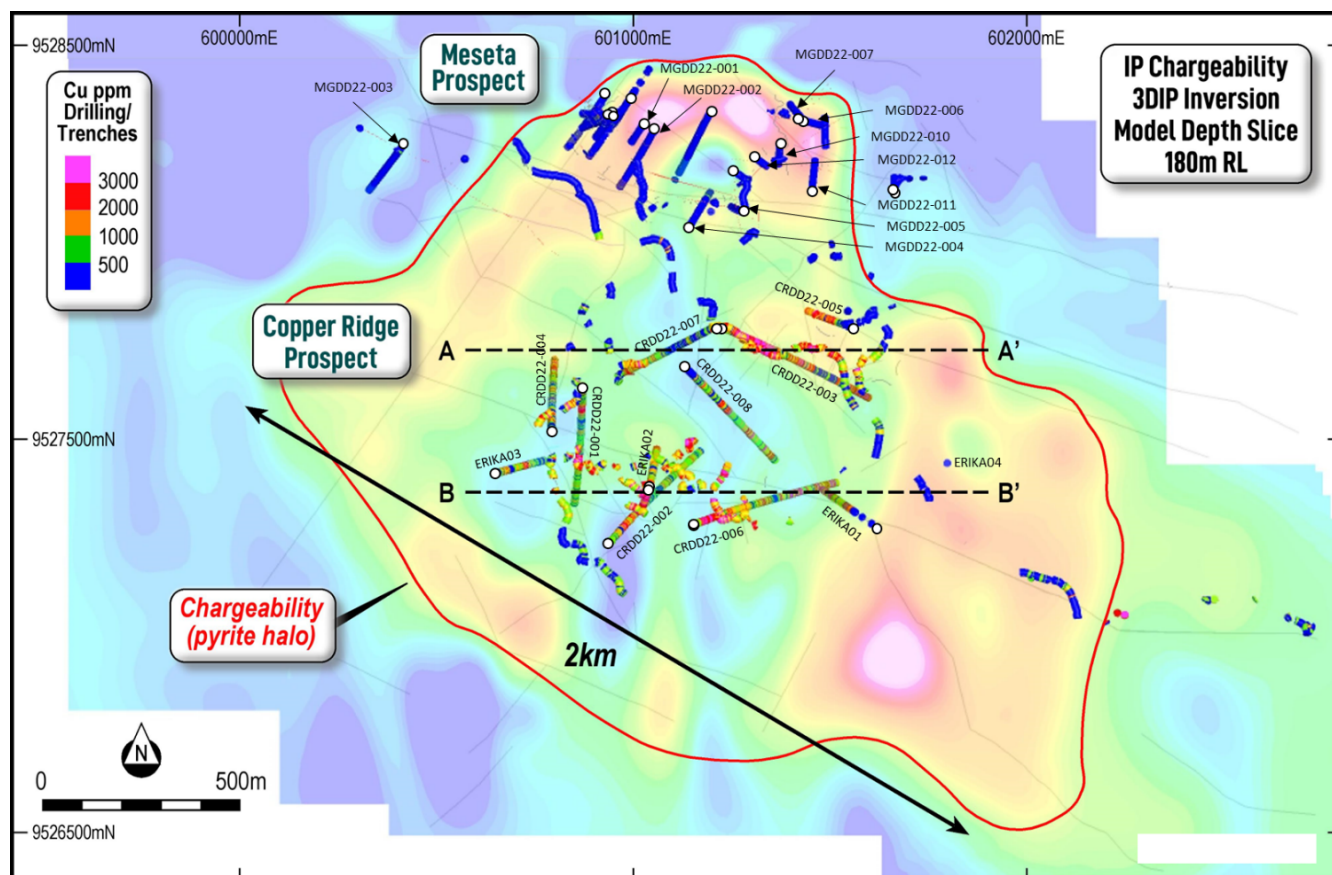 600000mE
601000mE
602000mE
9528500mN
Meseta
Prospect
IP Chargeability
3DIP Inversion
Model Depth Slice
180m RL
Cu ppm
Drilling/
Trenches
3000
2000
1000
500
MGDD22-003
MGDD22-001
MGDD22-002
MGDD22-007
MGDD22-006
MGDD22-010
MGDD22-012
MGDD22-011
MGDD22-005
MGDD22-004
Copper Ridge
Prospect
CRDD22-005
CRDD22-007
A
A'
CRDD22-004
CRDD22-003
CRDD22-008
CRDD22-001
9527500mN
ERIKA03
ERIKA02
ERIKA04
B
B'
CRDD22-002
CRDD22-006
ERIKA01
Chargeability
(pyrite halo)
2km
N
0
500m
9526500mN